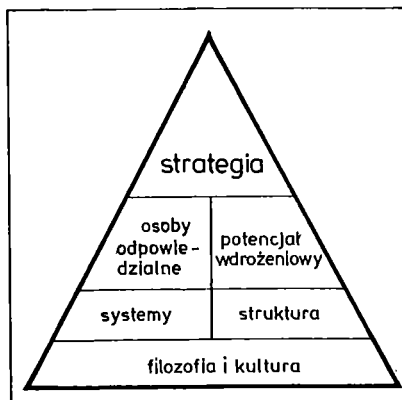 strategia
osoby
odpowie-
dzialne
potencjał
wdrożeniowy
systemy
struktura
filozofia i kultura